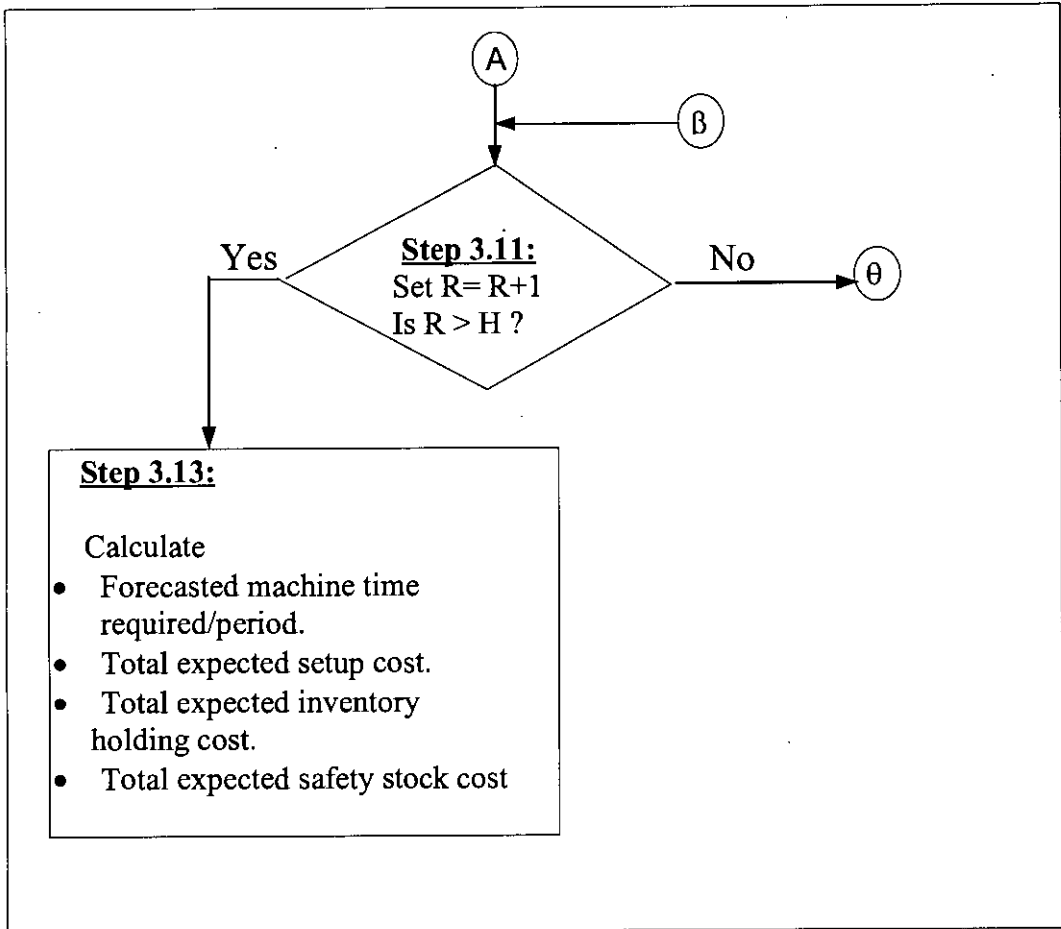 A
β
Yes
Step 3.11:
Set R= R+1
Is R > H ?
No
θ
Step 3.13:
Calculate
• Forecasted machine time
required/period.
• Total expected setup cost.
• Total expected inventory
holding cost.
• Total expected safety stock cost